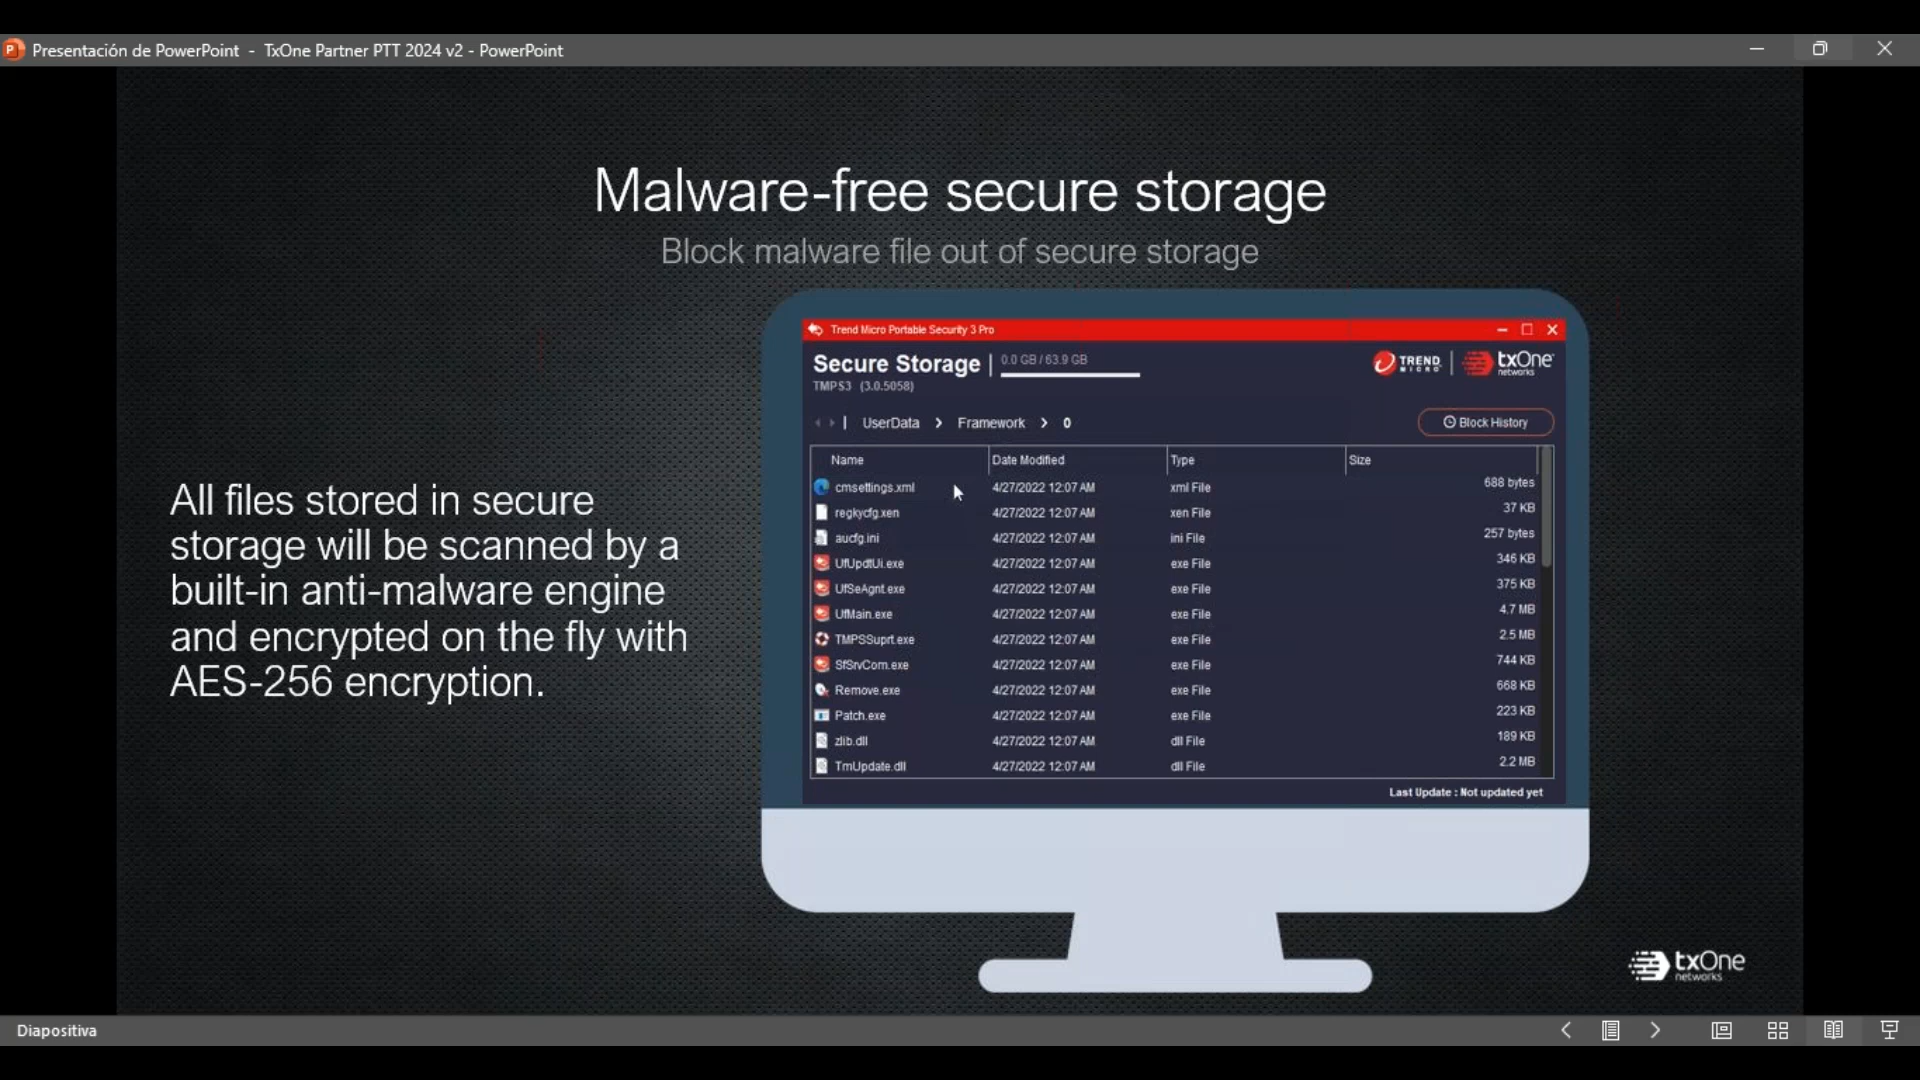 Presentación de PowerPoint - TxOne Partner PTT 2024 v2 - PowerPoint
Malware-free secure storage
Block malware file out of secure storage
All files stored in secure
storage will be scanned by a
built-in anti-malware engine
and encrypted on the fly with
AES-256 encryption.
Trend Micro Portable Security 3 Pro
Secure Storage | 0.0 GB / 63.9 GB
TMPS3 (3.0.5058)
TREND MICRO | txOne networks
UserData > Framework > 0
Block History
Name Date Modified Type Size
cmsettings.xml 4/27/2022 12:07 AM xml File 688 bytes
regkycfg.xen 4/27/2022 12:07 AM xen File 37 KB
aucfg.ini 4/27/2022 12:07 AM ini File 257 bytes
UfUpdtUi.exe 4/27/2022 12:07 AM exe File 346 KB
UfSeAgnt.exe 4/27/2022 12:07 AM exe File 375 KB
UfMain.exe 4/27/2022 12:07 AM exe File 4.7 MB
TMPSSuprt.exe 4/27/2022 12:07 AM exe File 2.5 MB
SfSrvCom.exe 4/27/2022 12:07 AM exe File 744 KB
Remove.exe 4/27/2022 12:07 AM exe File 668 KB
Patch.exe 4/27/2022 12:07 AM exe File 223 KB
zlib.dll 4/27/2022 12:07 AM dll File 189 KB
TmUpdate.dll 4/27/2022 12:07 AM dll File 2.2 MB
Last Update : Not updated yet
txOne networks
Diapositiva